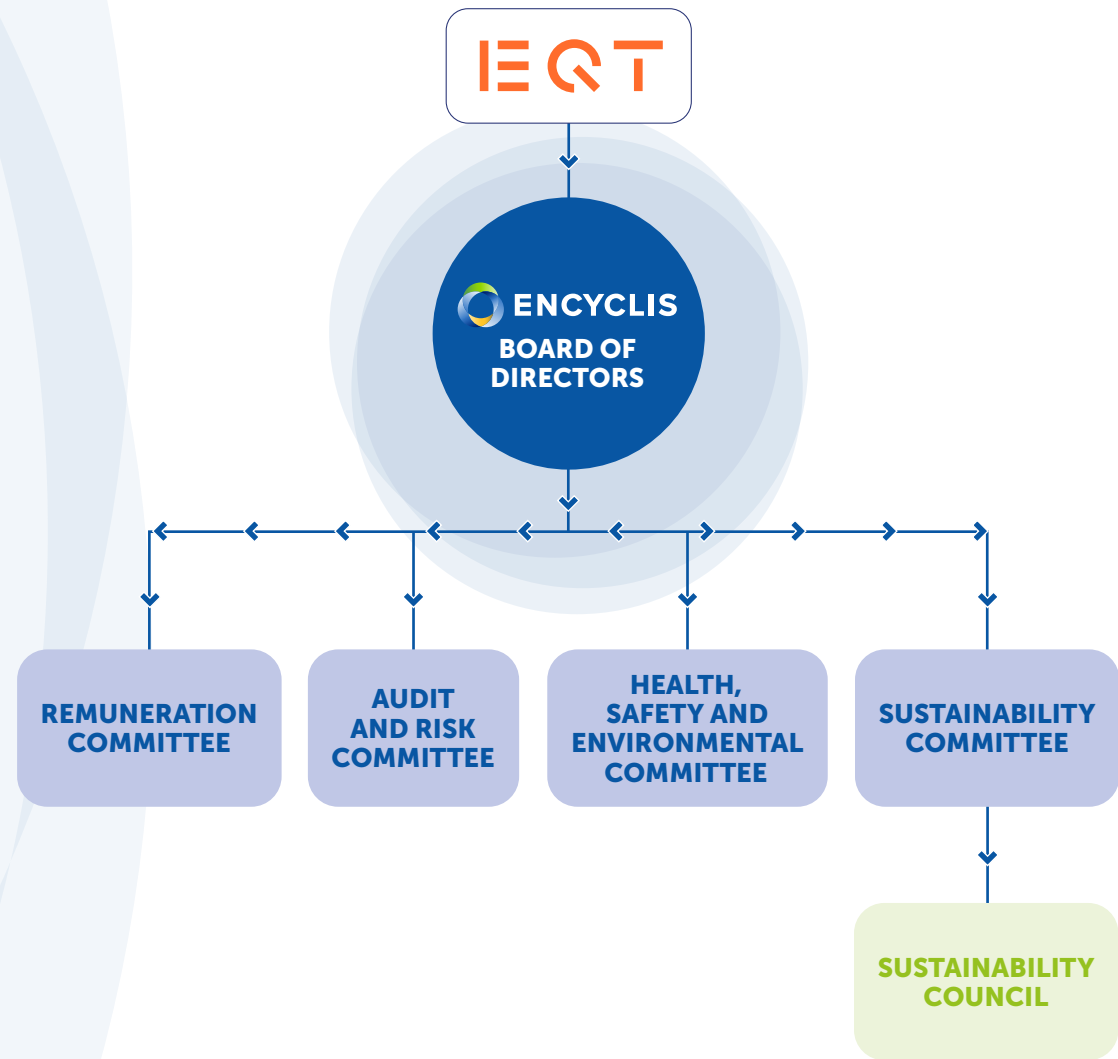 EQT
ENCYCLIS
BOARD OF
DIRECTORS
REMUNERATION
COMMITTEE
AUDIT
AND RISK
COMMITTEE
HEALTH,
SAFETY AND
ENVIRONMENTAL
COMMITTEE
SUSTAINABILITY
COMMITTEE
SUSTAINABILITY
COUNCIL